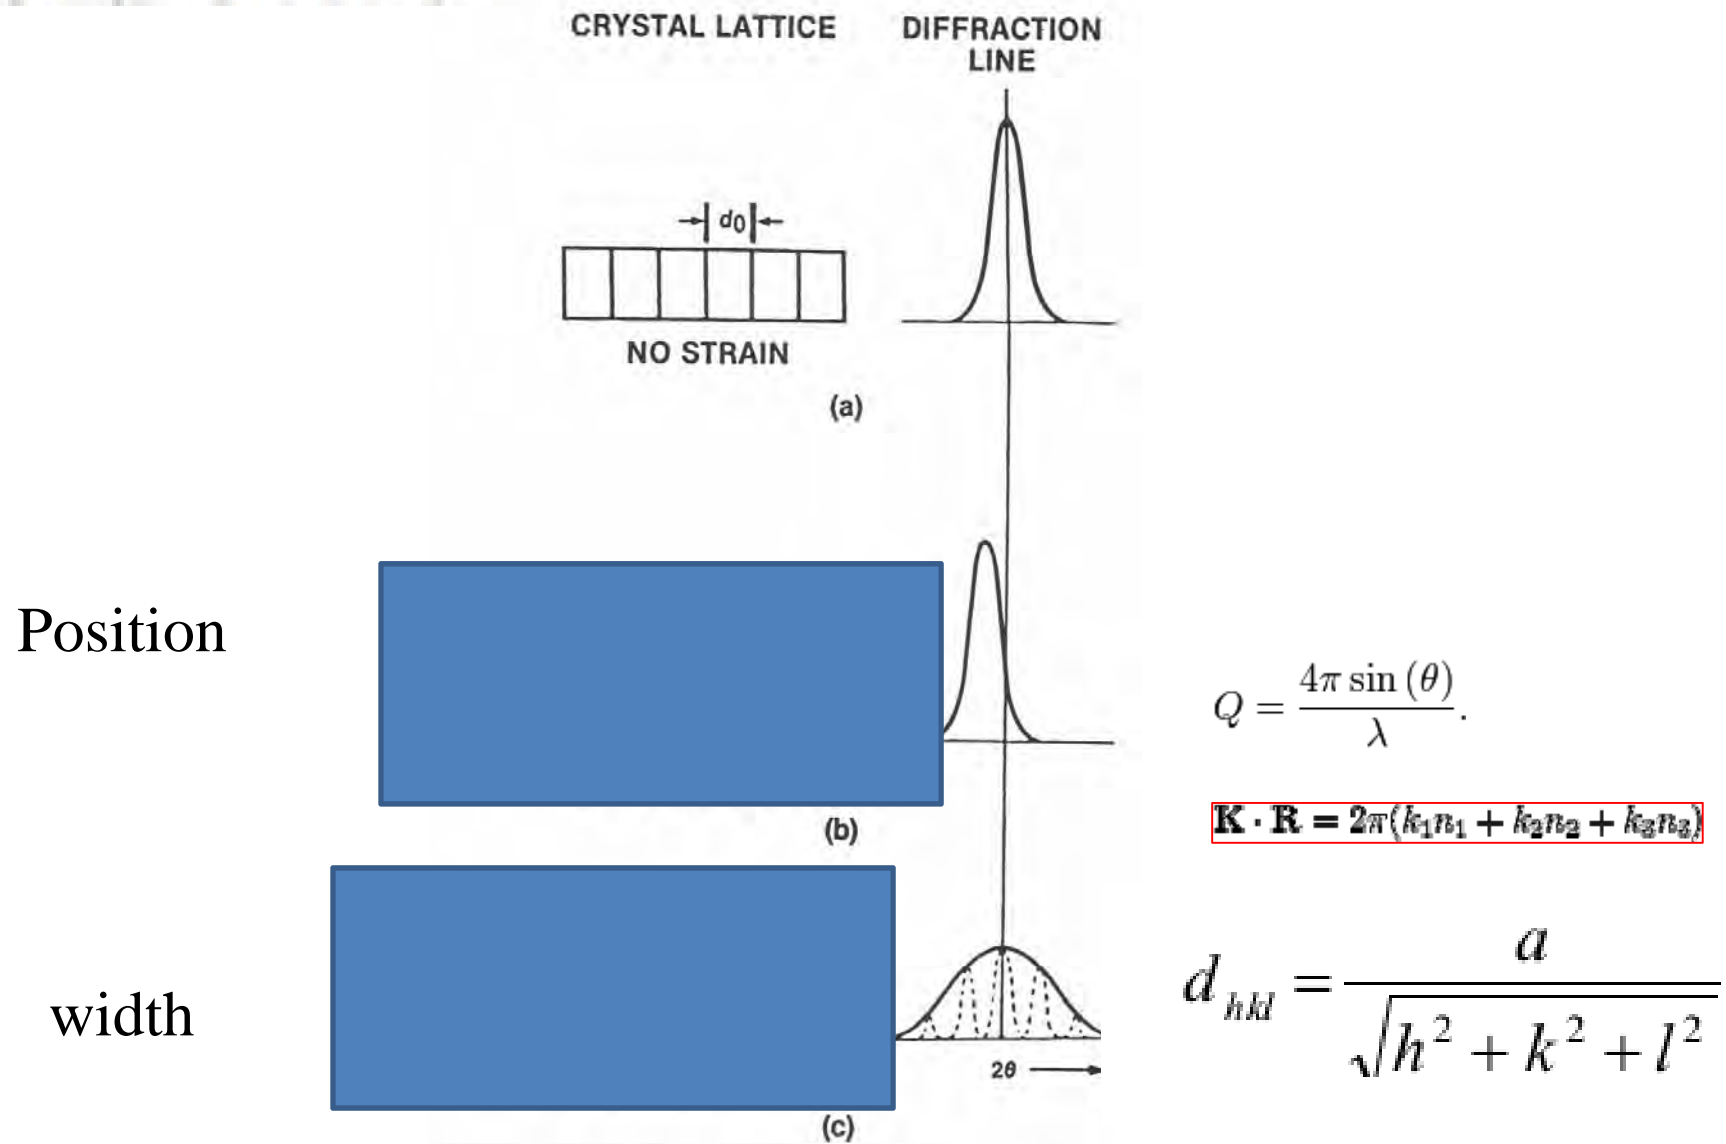 CRYSTAL LATTICE
DIFFRACTION
LINE
d0
NO STRAIN
(a)
Position
(b)
Q = 4π sin (θ) / λ.
K · R = 2π(k₁n₁ + k₂n₂ + k₃n₃)
width
d hkl = a / √h² + k² + l²
2θ
(c)